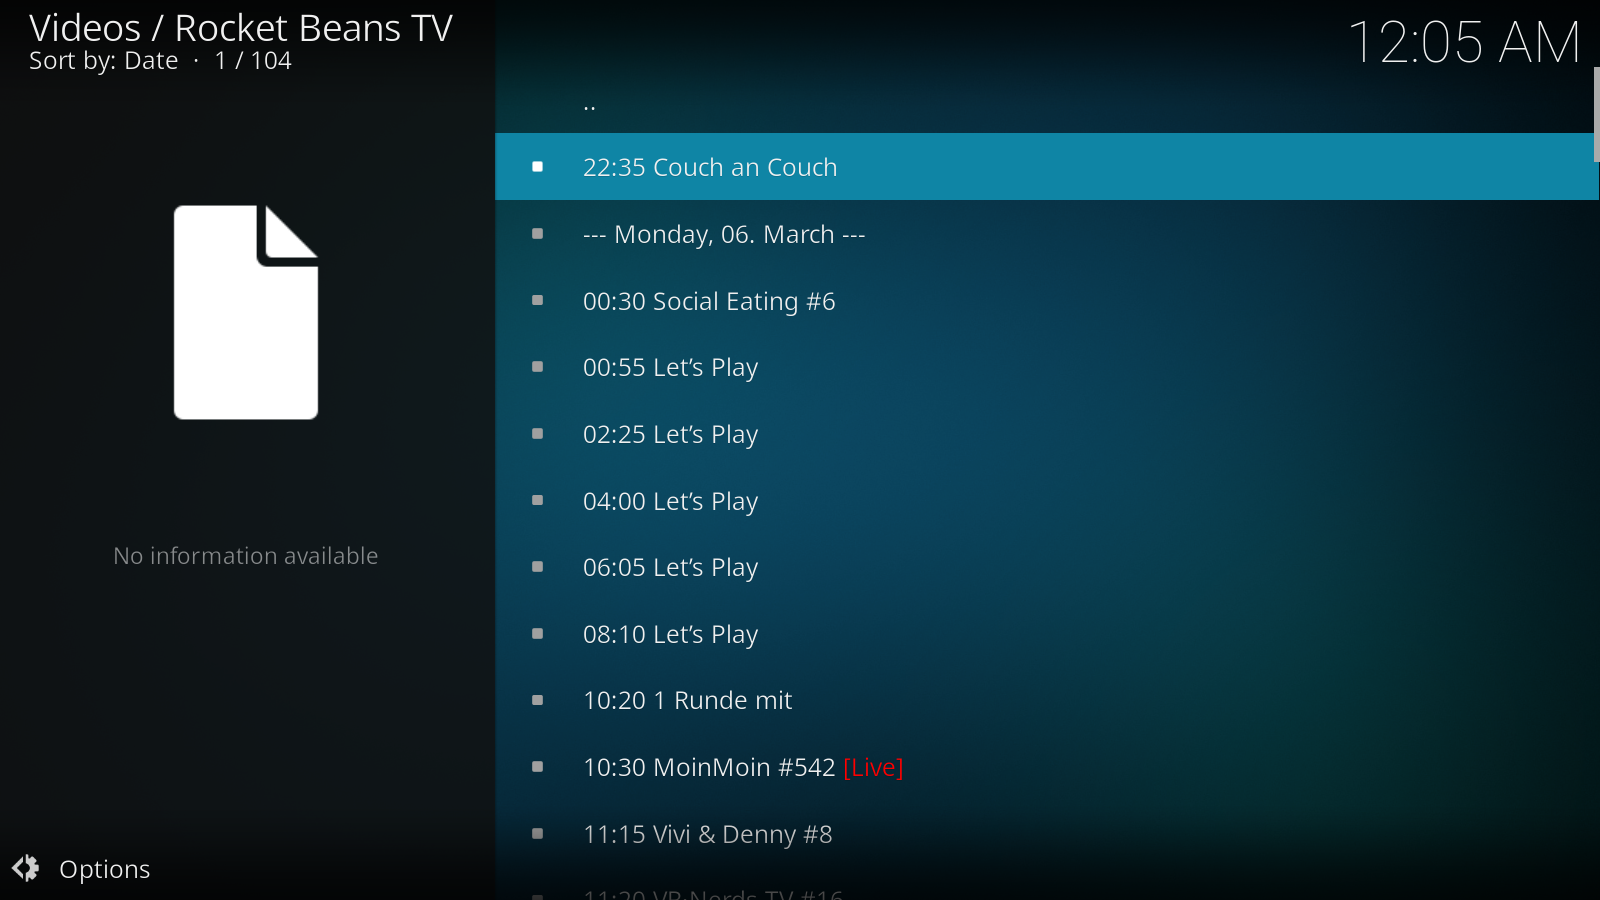 Videos / Rocket Beans TV
Sort by: Date · 1 / 104
12:05 AM
..
22:35 Couch an Couch
--- Monday, 06. March ---
00:30 Social Eating #6
00:55 Let’s Play
02:25 Let’s Play
04:00 Let’s Play
06:05 Let’s Play
08:10 Let’s Play
10:20 1 Runde mit
10:30 MoinMoin #542 [Live]
11:15 Vivi & Denny #8
11:20 VR-Nerds TV #16
No information available
Options